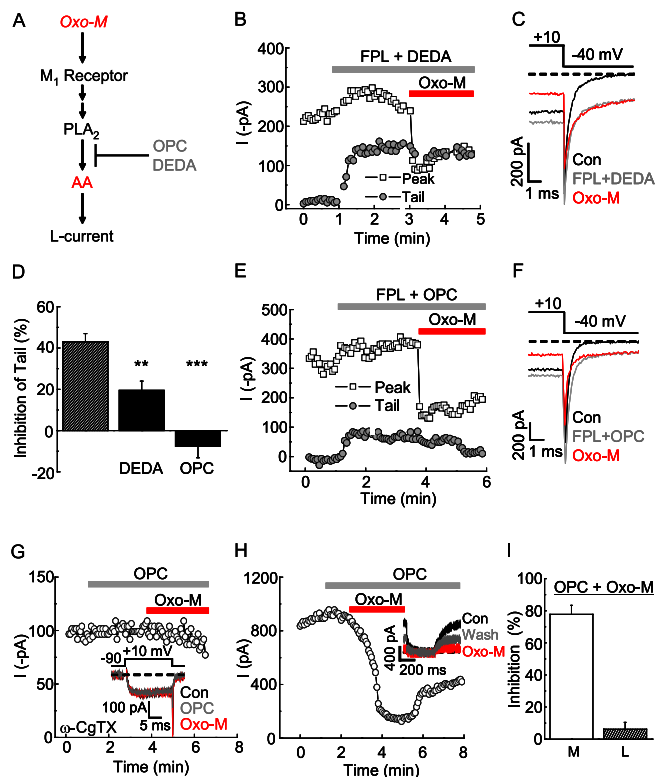 A
Oxo-M
M1 Receptor
PLA2
OPC
DEDA
AA
L-current
B
FPL + DEDA
Oxo-M
I (-pA)
400
300
200
100
0
Peak
Tail
0 1 2 3 4 5
Time (min)
C
+10
-40 mV
200 pA
1 ms
Con
FPL+DEDA
Oxo-M
D
Inhibition of Tail (%)
60
40
20
0
-20
**
***
DEDA
OPC
E
FPL + OPC
Oxo-M
I (-pA)
500
400
300
200
100
0
Peak
Tail
0 2 4 6
Time (min)
F
+10
-40 mV
200 pA
1 ms
Con
FPL+OPC
Oxo-M
G
OPC
Oxo-M
I (-pA)
150
100
50
0
-90
+10 mV
Con
OPC
Oxo-M
100 pA
5 ms
ω-CgTX
0 2 4 6 8
Time (min)
H
OPC
Oxo-M
I (pA)
1200
900
600
300
0
Con
Wash
Oxo-M
400 pA
200 ms
0 2 4 6 8
Time (min)
I
OPC + Oxo-M
Inhibition (%)
100
80
60
40
20
0
M L